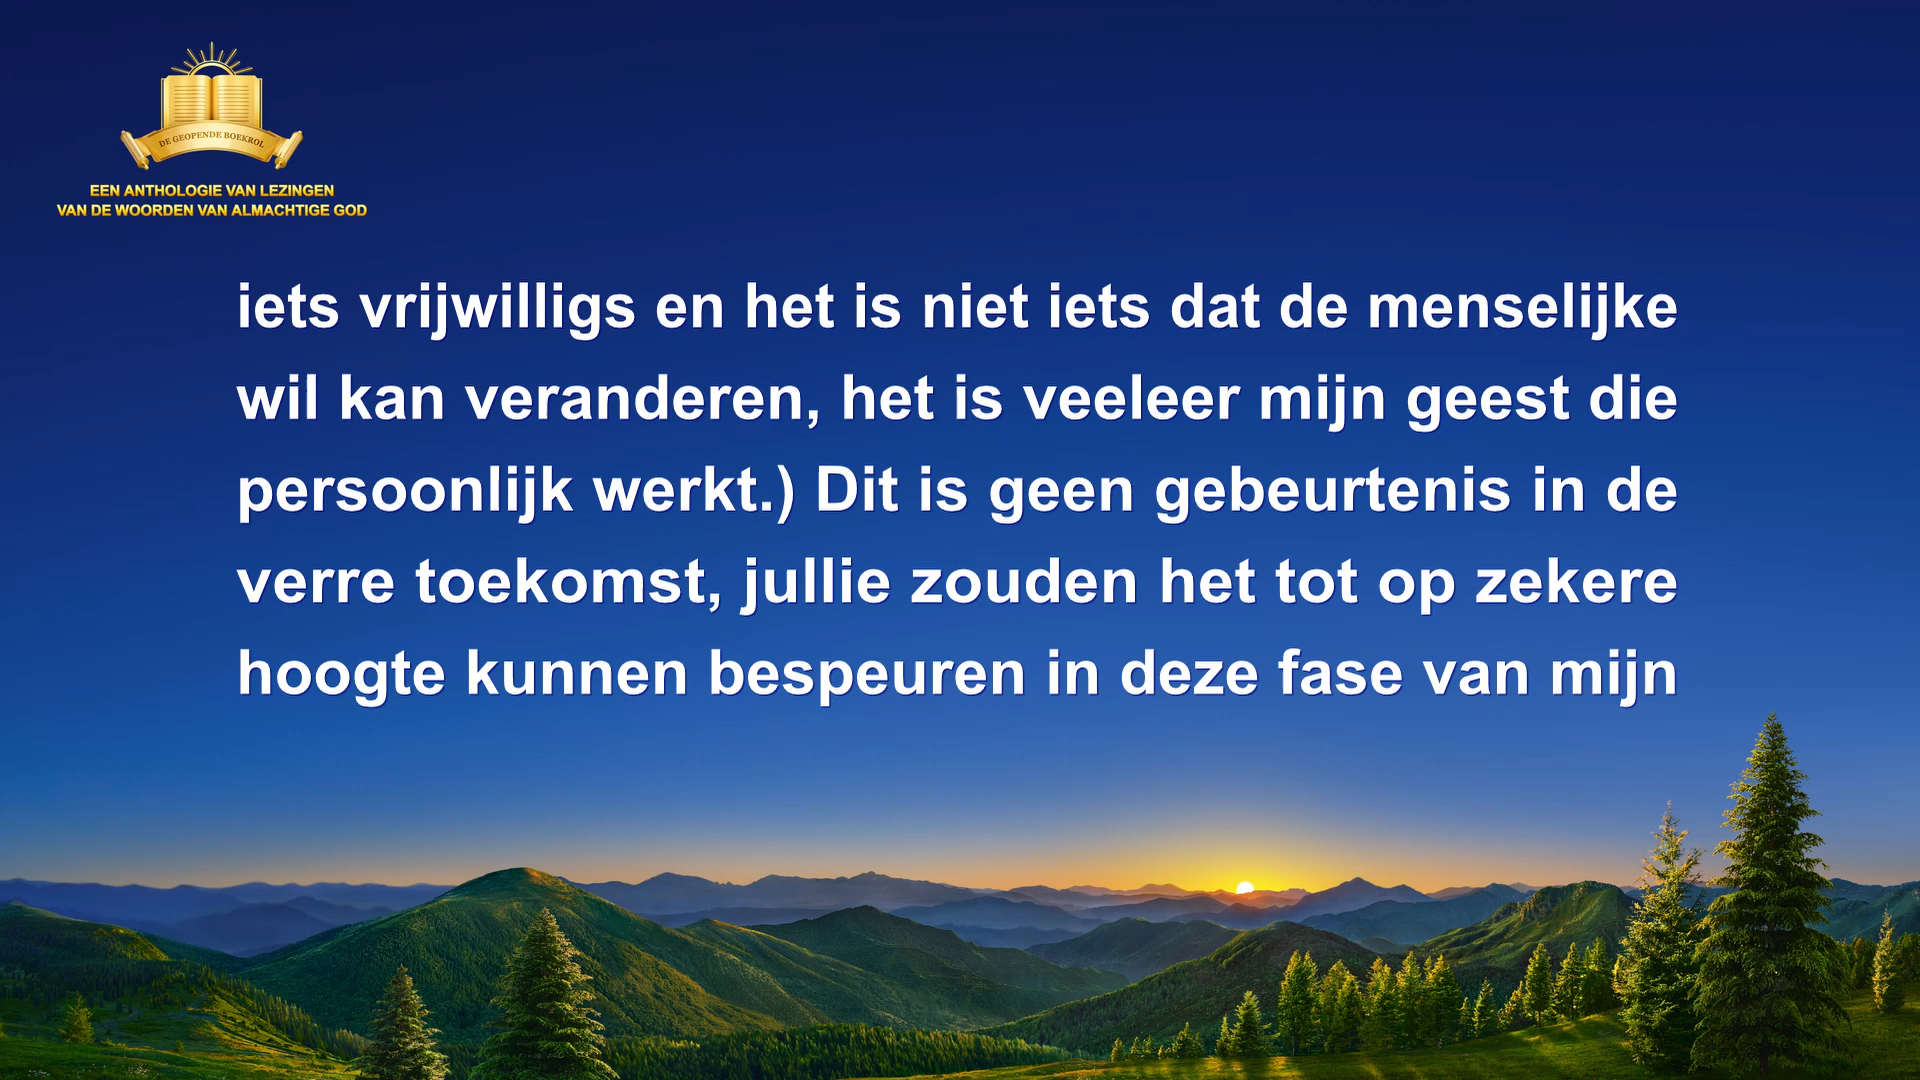 DE GEOPENDE BOEKROL
EEN ANTHOLOGIE VAN LEZINGEN
VAN DE WOORDEN VAN ALMACHTIGE GOD
iets vrijwilligs en het is niet iets dat de menselijke
wil kan veranderen, het is veeleer mijn geest die
persoonlijk werkt.) Dit is geen gebeurtenis in de
verre toekomst, jullie zouden het tot op zekere
hoogte kunnen bespeuren in deze fase van mijn